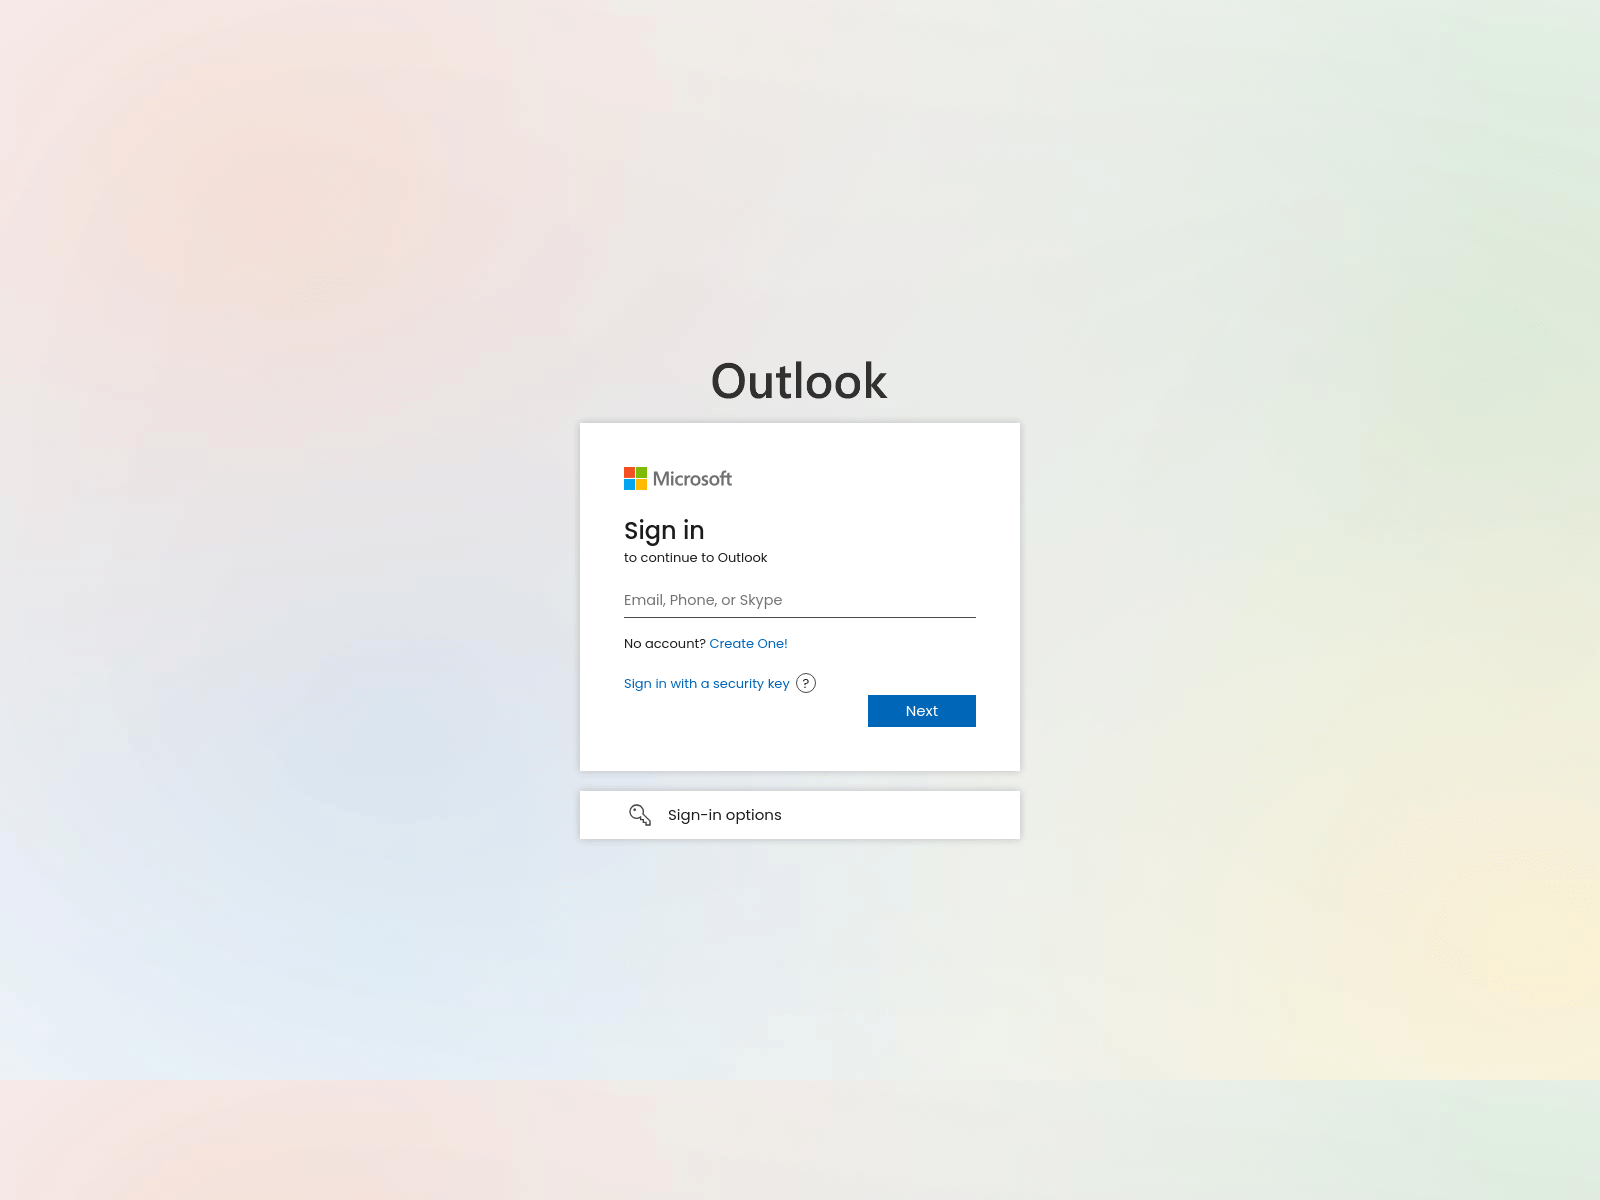 Outlook
Microsoft
Sign in
to continue to Outlook
Email, Phone, or Skype
No account? Create One!
Sign in with a security key ?
Next
Sign-in options